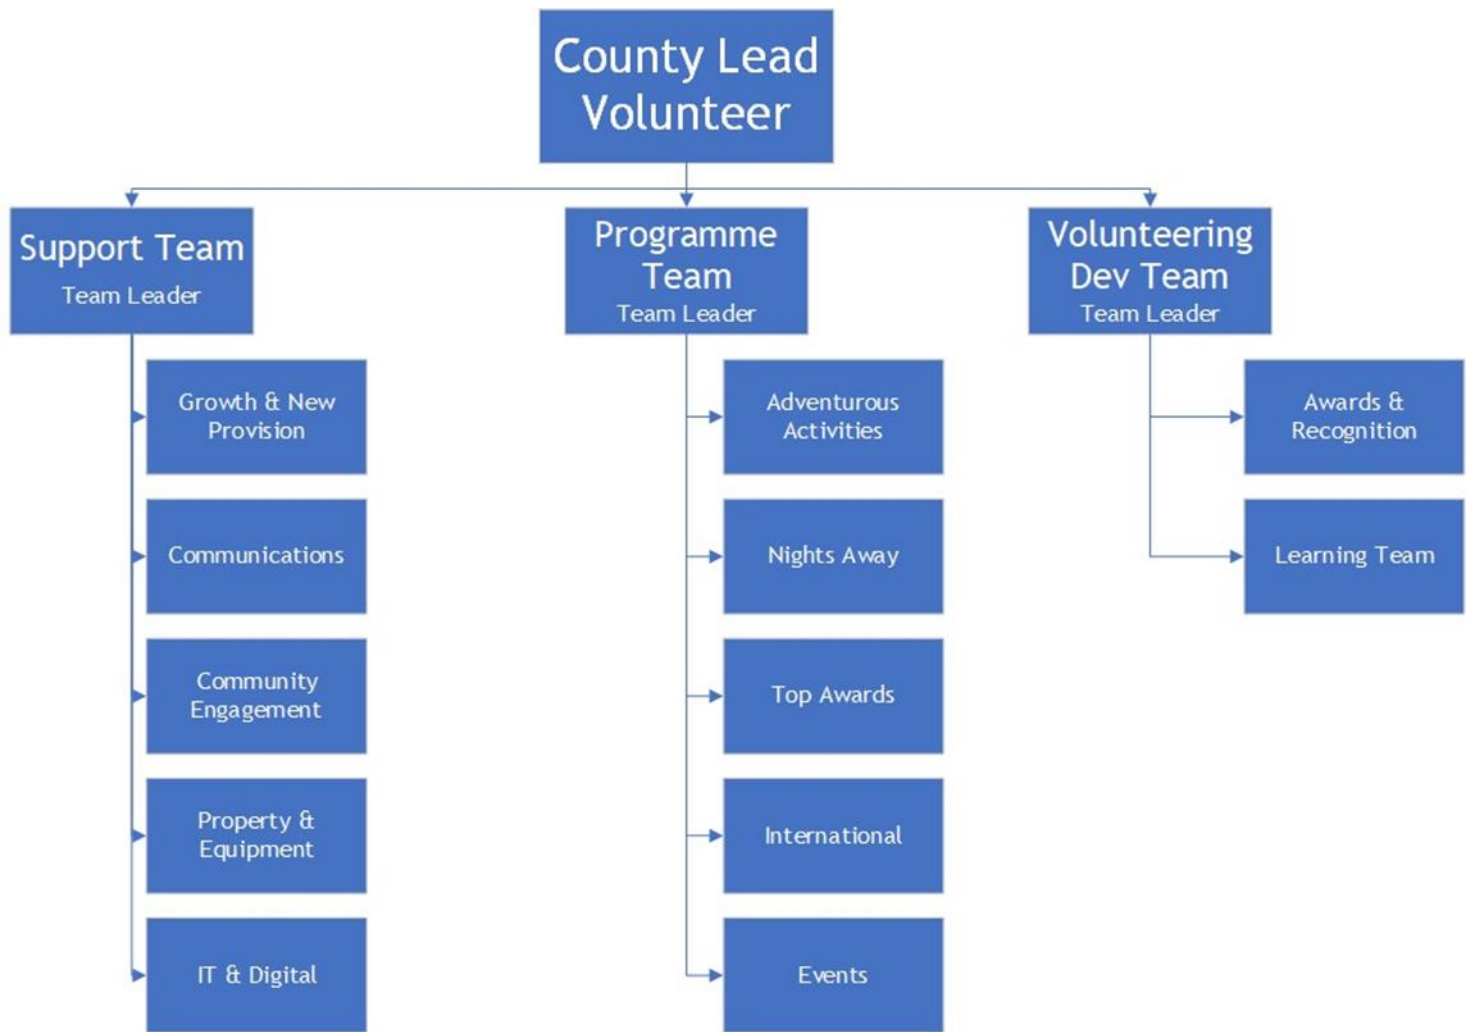 County Lead
Volunteer
Support Team
Team Leader
Growth & New
Provision
Communications
Community
Engagement
Property &
Equipment
IT & Digital
Programme
Team
Team Leader
Adventurous
Activities
Nights Away
Top Awards
International
Events
Volunteering
Dev Team
Team Leader
Awards &
Recognition
Learning Team